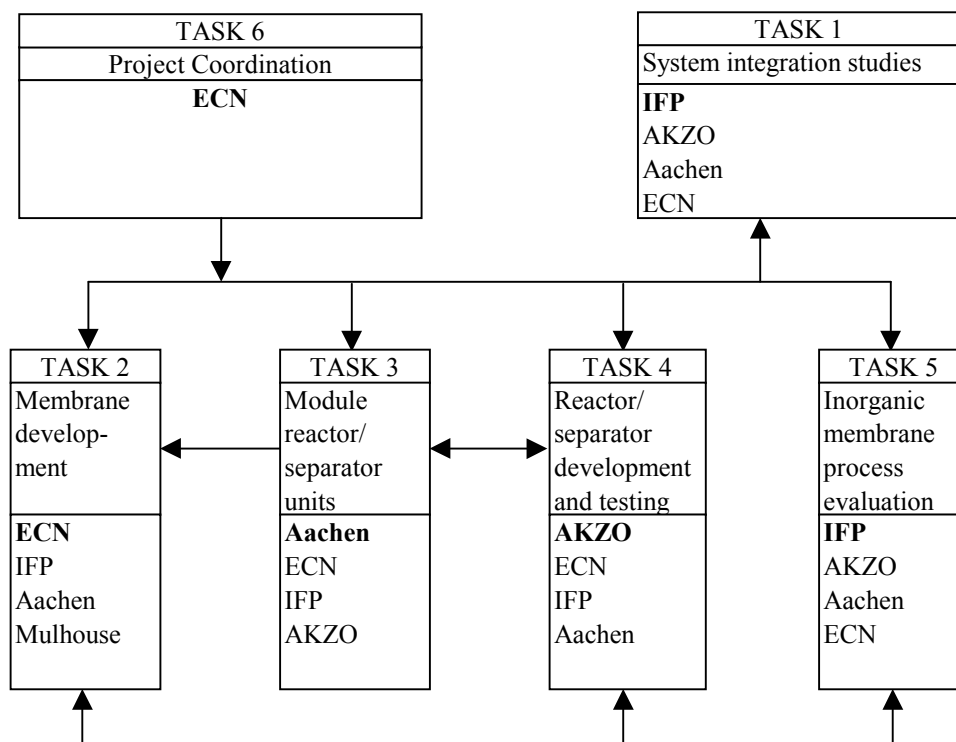 TASK 6
Project Coordination
ECN
TASK 1
System integration studies
IFP
AKZO
Aachen
ECN
TASK 2
Membrane
develop-
ment
ECN
IFP
Aachen
Mulhouse
TASK 3
Module
reactor/
separator
units
Aachen
ECN
IFP
AKZO
TASK 4
Reactor/
separator
development
and testing
AKZO
ECN
IFP
Aachen
TASK 5
Inorganic
membrane
process
evaluation
IFP
AKZO
Aachen
ECN